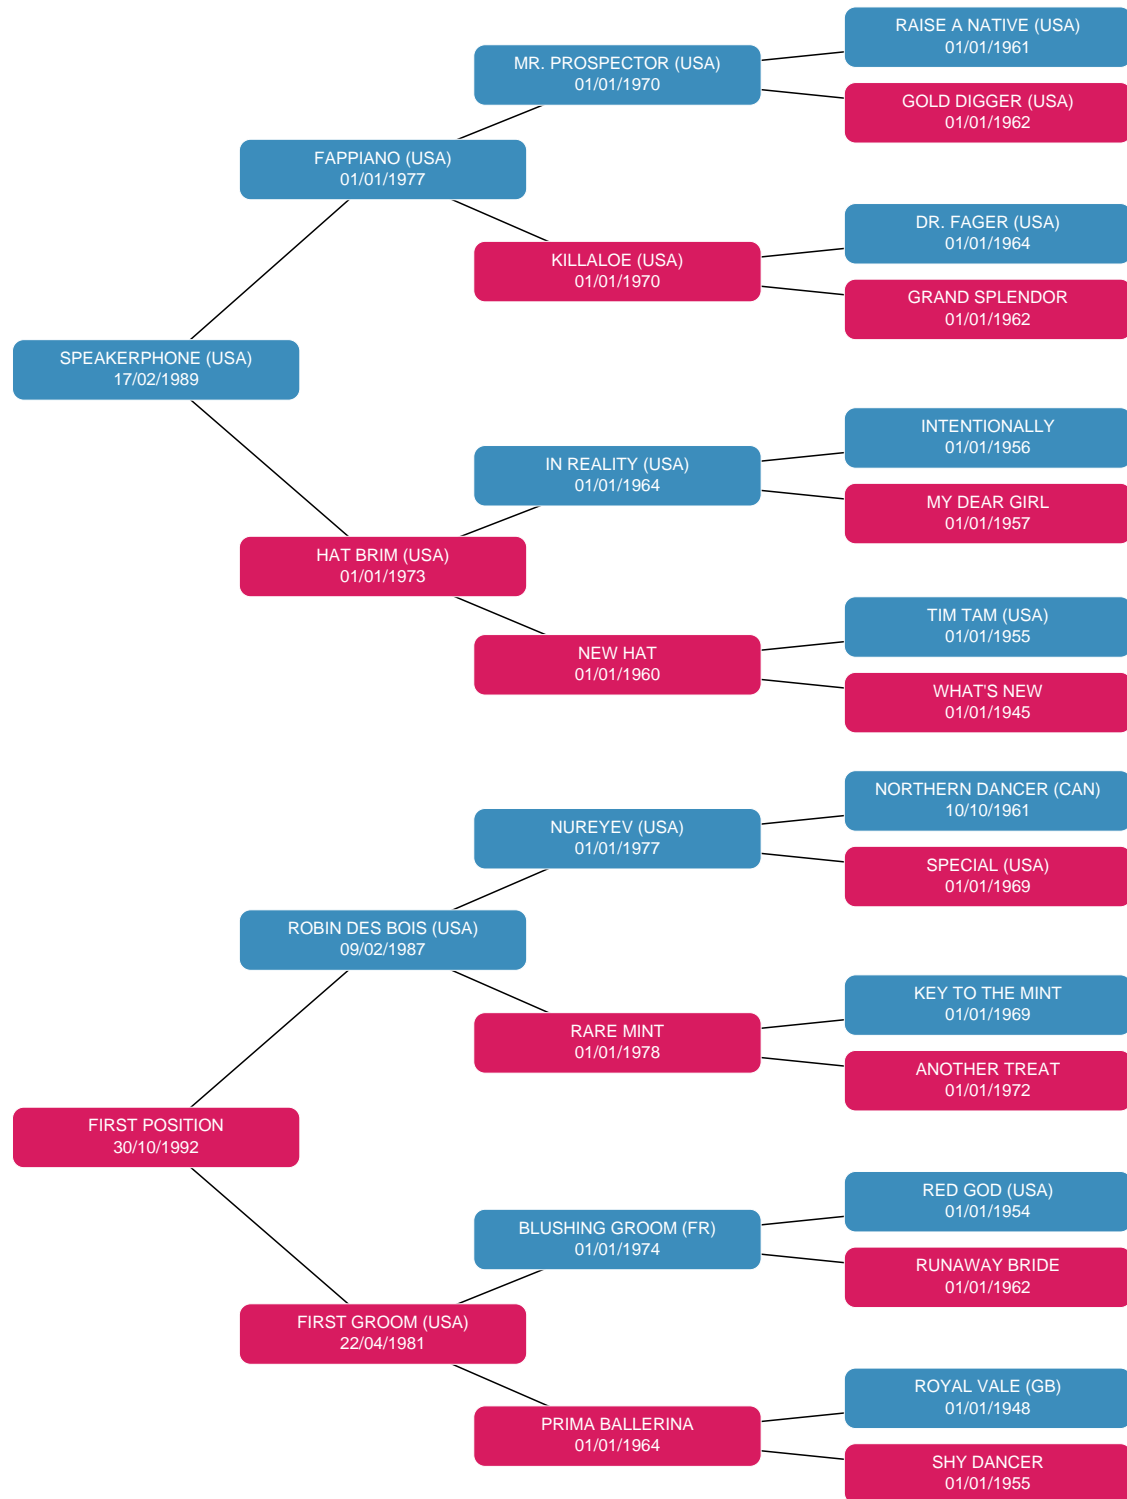 RAISE A NATIVE (USA)
01/01/1961
MR. PROSPECTOR (USA)
01/01/1970
GOLD DIGGER (USA)
01/01/1962
FAPPIANO (USA)
01/01/1977
DR. FAGER (USA)
01/01/1964
KILLALOE (USA)
01/01/1970
GRAND SPLENDOR
01/01/1962
SPEAKERPHONE (USA)
17/02/1989
INTENTIONALLY
01/01/1956
IN REALITY (USA)
01/01/1964
MY DEAR GIRL
01/01/1957
HAT BRIM (USA)
01/01/1973
TIM TAM (USA)
01/01/1955
NEW HAT
01/01/1960
WHAT'S NEW
01/01/1945
NORTHERN DANCER (CAN)
10/10/1961
NUREYEV (USA)
01/01/1977
SPECIAL (USA)
01/01/1969
ROBIN DES BOIS (USA)
09/02/1987
KEY TO THE MINT
01/01/1969
RARE MINT
01/01/1978
ANOTHER TREAT
01/01/1972
FIRST POSITION
30/10/1992
RED GOD (USA)
01/01/1954
BLUSHING GROOM (FR)
01/01/1974
RUNAWAY BRIDE
01/01/1962
FIRST GROOM (USA)
22/04/1981
ROYAL VALE (GB)
01/01/1948
PRIMA BALLERINA
01/01/1964
SHY DANCER
01/01/1955